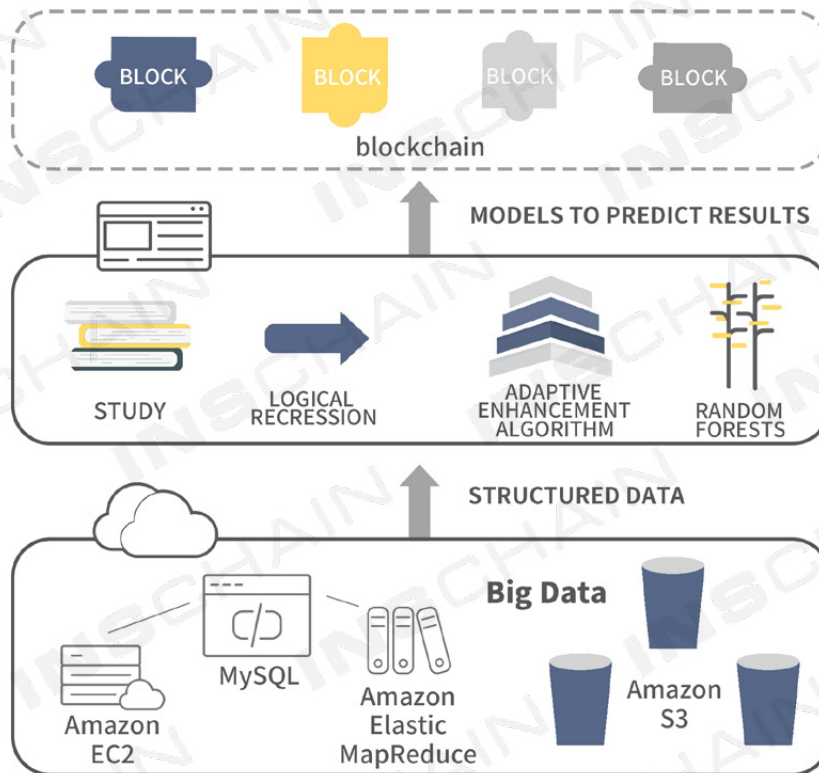 BLOCK
BLOCK
BLOCK
BLOCK
blockchain
MODELS TO PREDICT RESULTS
STUDY
LOGICAL
RECRESSION
ADAPTIVE
ENHANCEMENT
ALGORITHM
RANDOM
FORESTS
STRUCTURED DATA
Big Data
MySQL
Amazon
EC2
Amazon
Elastic
MapReduce
Amazon
S3
INSCHAIN